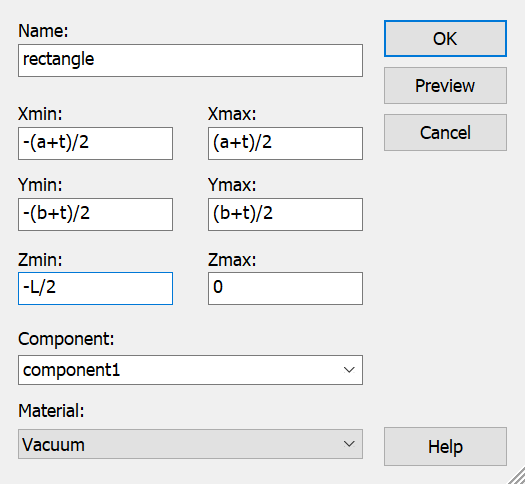 Name:
rectangle
OK
Preview
Cancel
Xmin:
Xmax:
-(a+t)/2
(a+t)/2
Ymin:
Ymax:
-(b+t)/2
(b+t)/2
Zmin:
Zmax:
-L/2
0
Component:
component1
Material:
Vacuum
Help